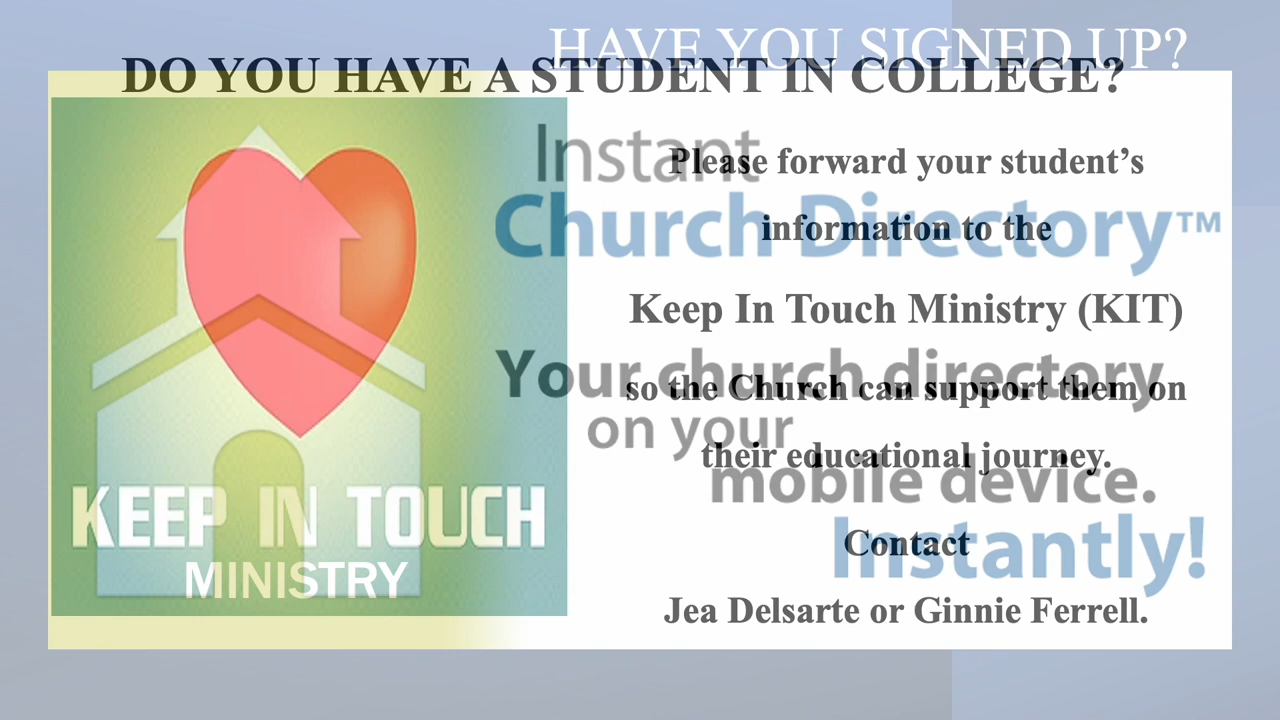 HAVE YOU SIGNED UP?
DO YOU HAVE A STUDENT IN COLLEGE?
Instant
Church Directory™
Your church directory
on your
mobile device.
Instantly!
Please forward your student’s
information to the
Keep In Touch Ministry (KIT)
so the Church can support them on
their educational journey.
Contact
Jea Delsarte or Ginnie Ferrell.
KEEP IN TOUCH
MINISTRY